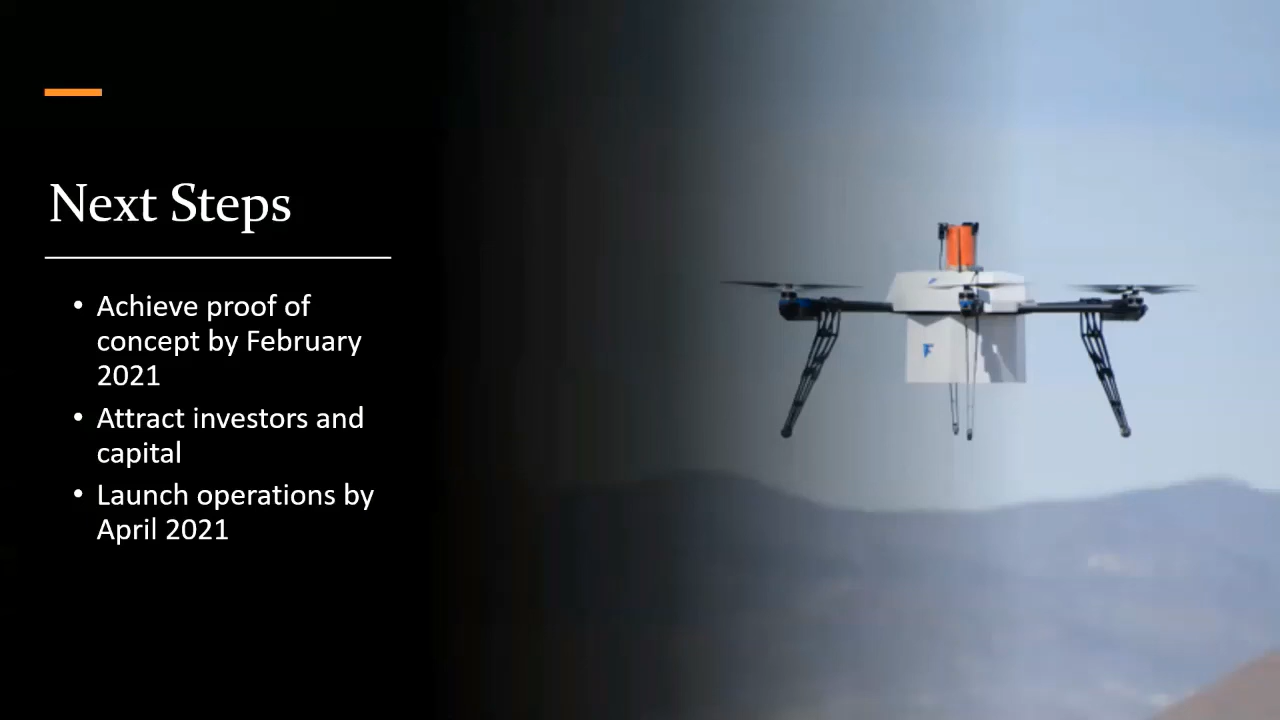 Next Steps
• Achieve proof of
concept by February
2021
• Attract investors and
capital
• Launch operations by
April 2021